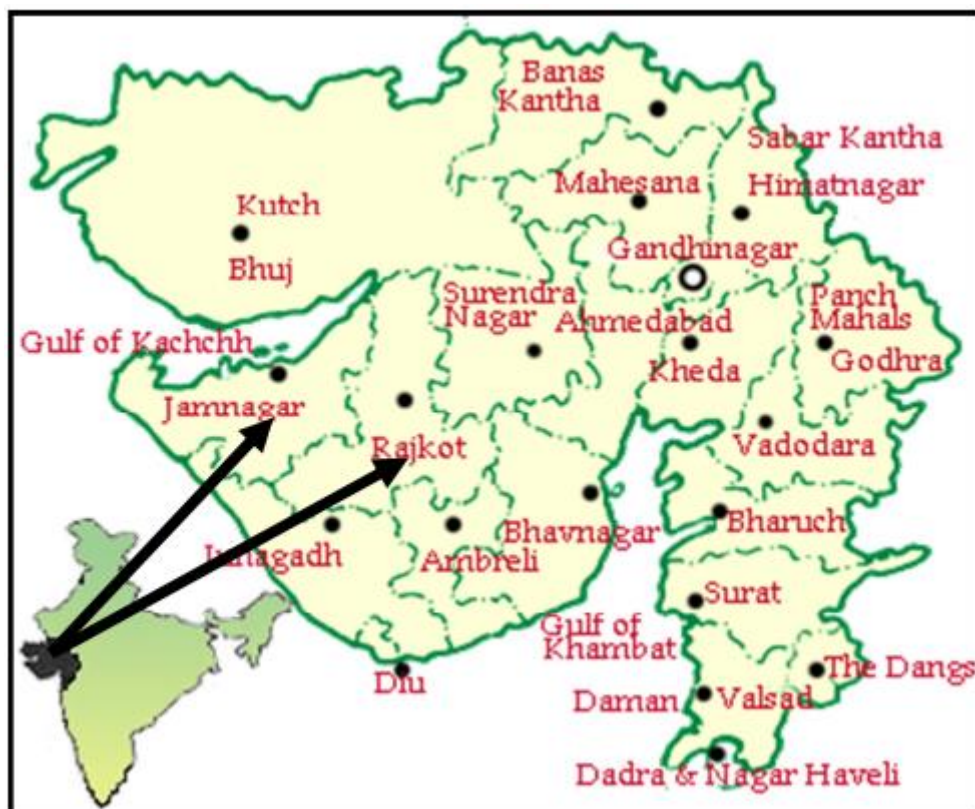 Banas
Kantha
Sabar Kantha
Mahesana
Himatnagar
Kutch
Bhuj
Gandhinagar
Surendra
Nagar
Ahmedabad
Panch
Mahals
Gulf of Kachchh
Kheda
Godhra
Jamnagar
Rajkot
Vadodara
Junagadh
Ambreli
Bhavnagar
Bharuch
Surat
Gulf of
Khambat
Diu
The Dangs
Daman
Valsad
Dadra & Nagar Haveli